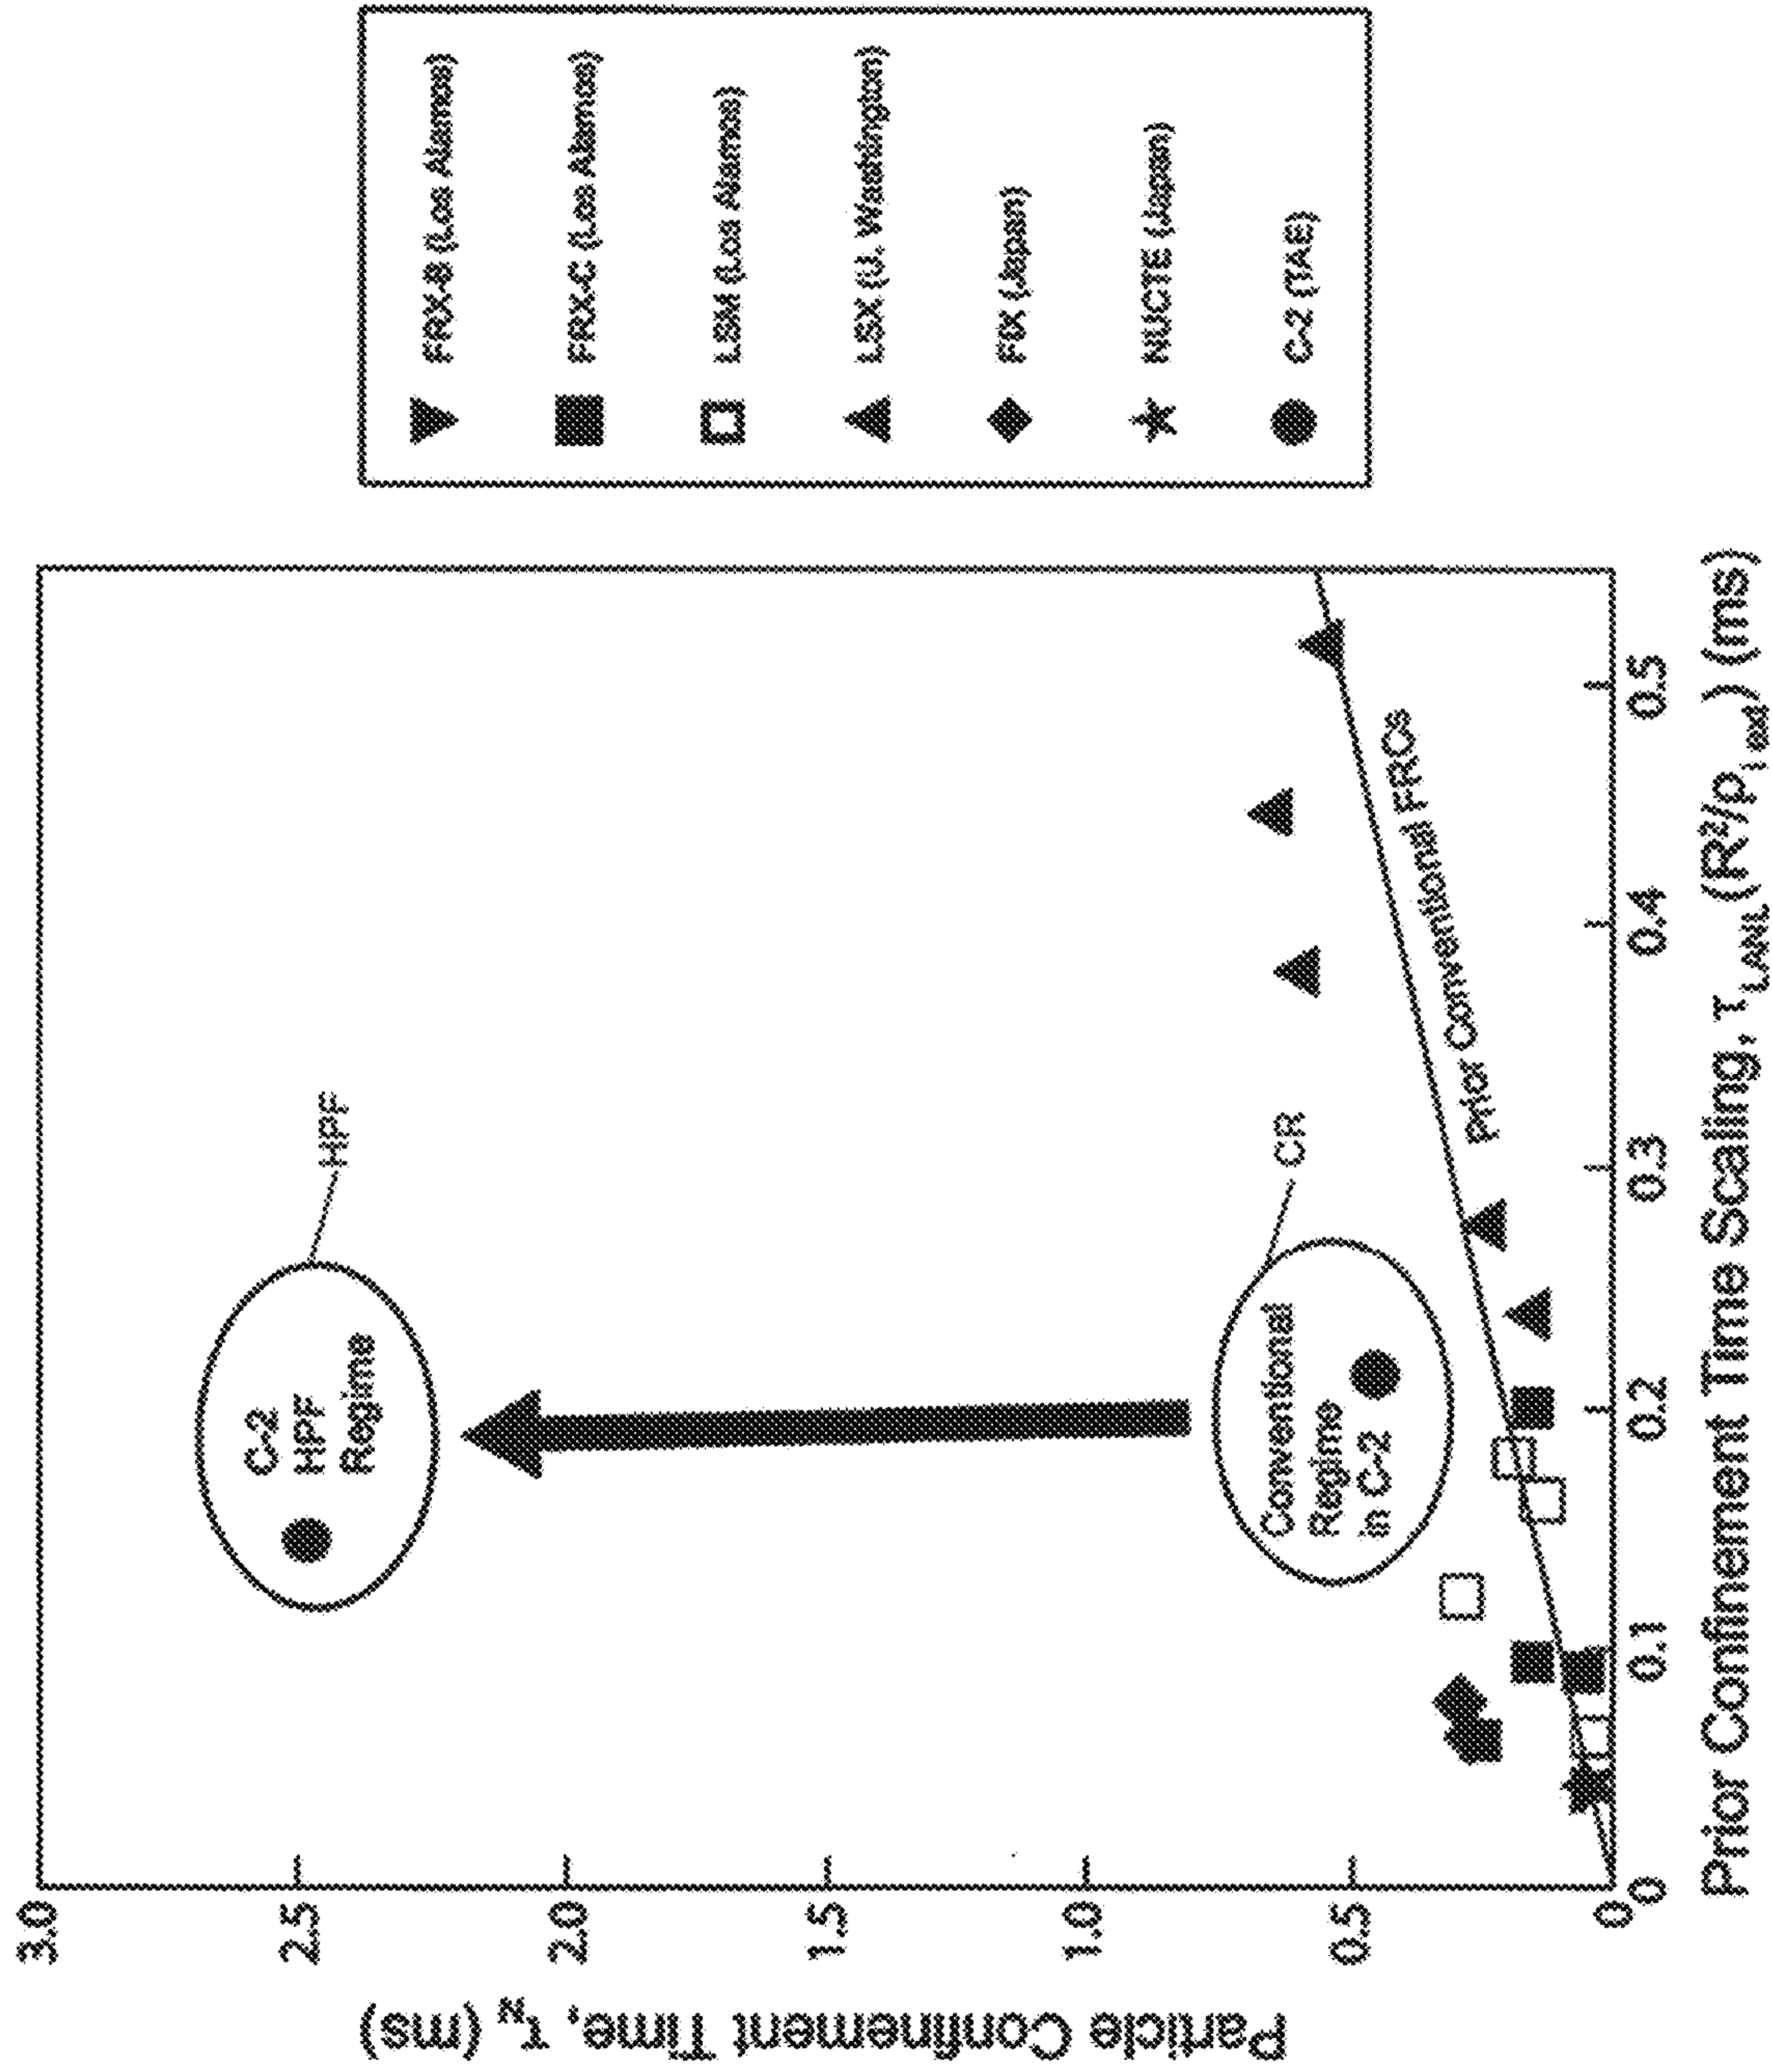 Particle Confinement Time, τN (ms)
3.0
2.5
2.0
1.5
1.0
0.5
0
C-2
HPF
Regime
HPF
Conventional
Regime
in C-2
CR
Prior Conventional FRCs
0
0.1
0.2
0.3
0.4
0.5
Prior Confinement Time Scaling, τLANL (R²/ρi ext) (ms)
FRX-B (Los Alamos)
FRX-C (Los Alamos)
LSM (Los Alamos)
LSX (U. Washington)
FIX (Japan)
NUCTE (Japan)
C-2 (TAE)